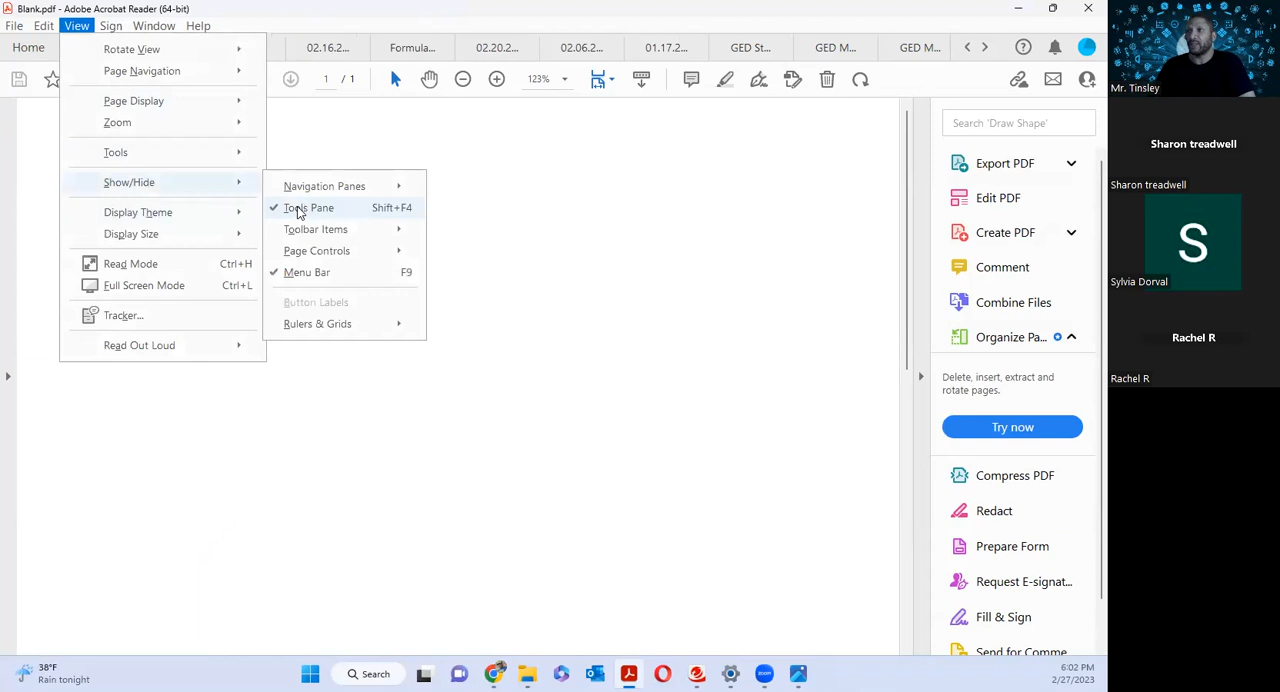 Blank.pdf - Adobe Acrobat Reader (64-bit)
File Edit View Sign Window Help
Home 02.16.2... Formula... 02.20.2... 02.06.2... 01.17.2... GED St... GED M... GED M...
1 / 1 123%
Rotate View
Page Navigation
Page Display
Zoom
Tools
Show/Hide
Display Theme
Display Size
Read Mode Ctrl+H
Full Screen Mode Ctrl+L
Tracker...
Read Out Loud
Navigation Panes
Tools Pane Shift+F4
Toolbar Items
Page Controls
Menu Bar F9
Button Labels
Rulers & Grids
Search 'Draw Shape'
Export PDF
Edit PDF
Create PDF
Comment
Combine Files
Organize Pa...
Delete, insert, extract and
rotate pages.
Try now
Compress PDF
Redact
Prepare Form
Request E-signat...
Fill & Sign
Send for Comme...
Mr. Tinsley
Sharon treadwell
Sharon treadwell
S
Sylvia Dorval
Rachel R
Rachel R
38°F
Rain tonight
Search
zoom
6:02 PM
2/27/2023